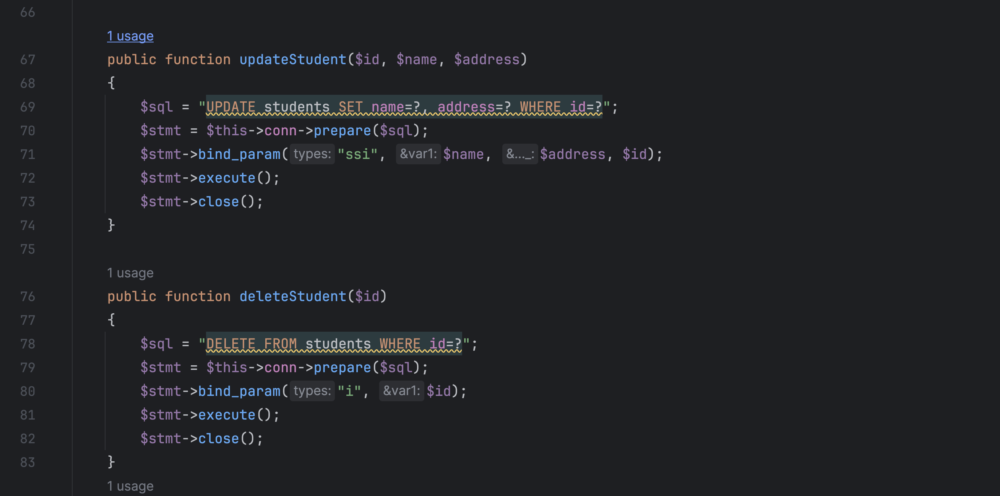 66
1 usage
67 public function updateStudent($id, $name, $address)
68 {
69 $sql = "UPDATE students SET name=?, address=? WHERE id=?";
70 $stmt = $this->conn->prepare($sql);
71 $stmt->bind_param( types: "ssi", &var1: $name, &..._: $address, $id);
72 $stmt->execute();
73 $stmt->close();
74 }
75
1 usage
76 public function deleteStudent($id)
77 {
78 $sql = "DELETE FROM students WHERE id=?";
79 $stmt = $this->conn->prepare($sql);
80 $stmt->bind_param( types: "i", &var1: $id);
81 $stmt->execute();
82 $stmt->close();
83 }
1 usage